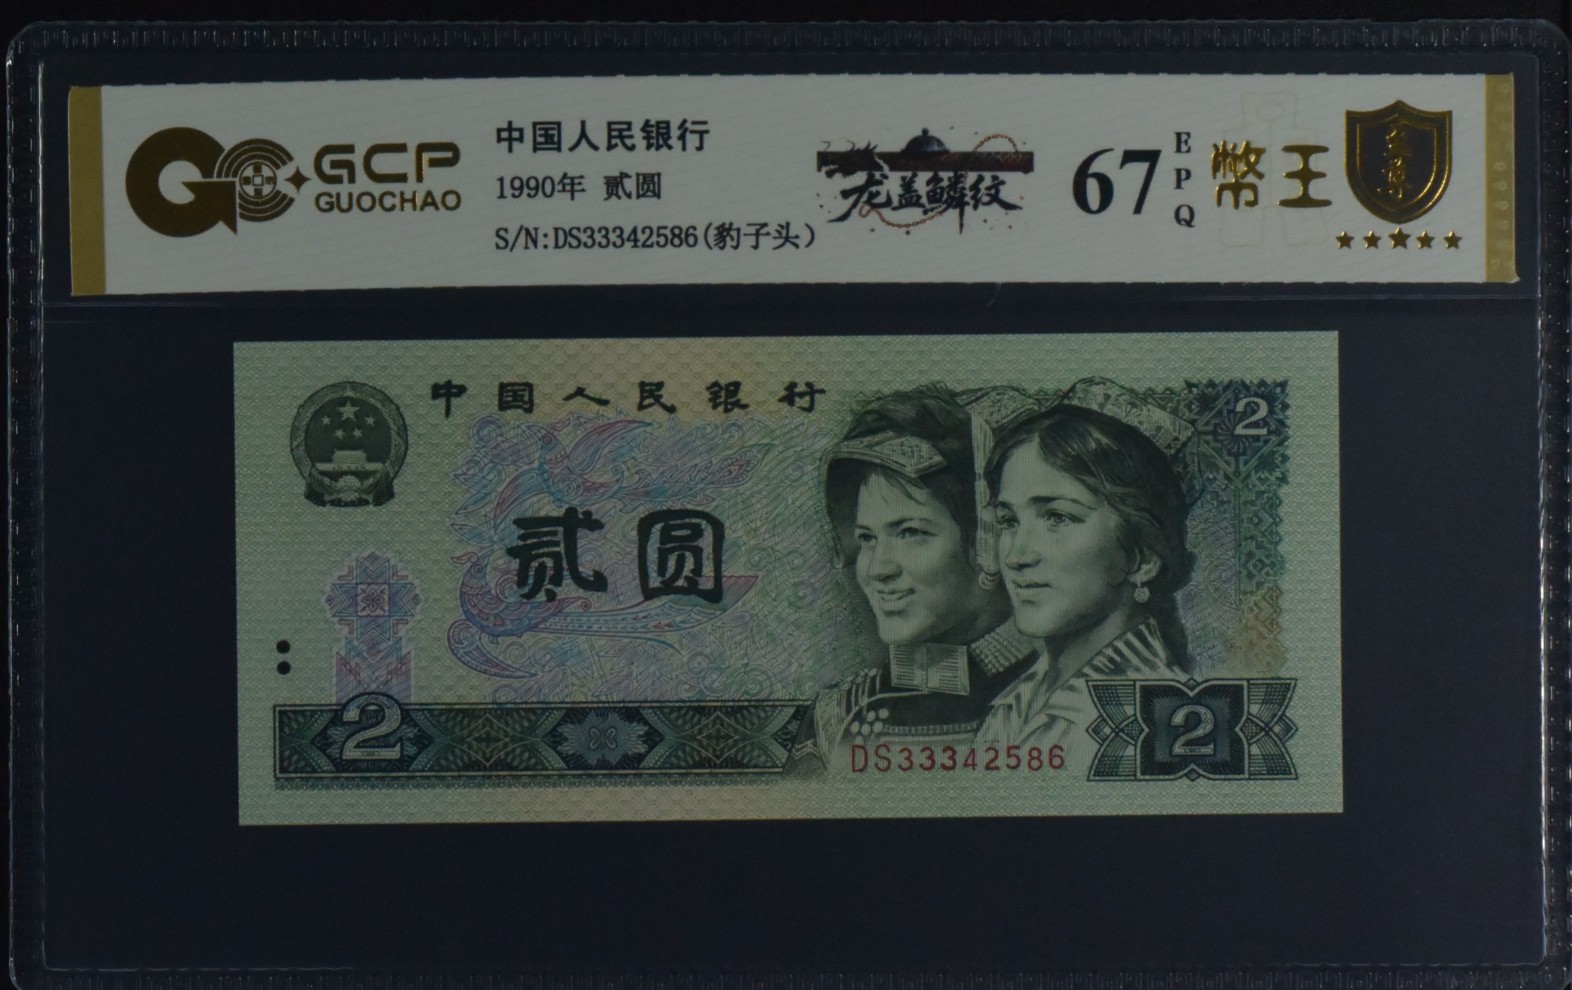 GCP
GUOCHAO
中国人民银行
1990年 贰圆
S/N:DS33342586(豹子头)
龙盖鳞纹
67
EPQ
幣王
至尊
中国人民银行
2
贰圆
2
DS33342586
2